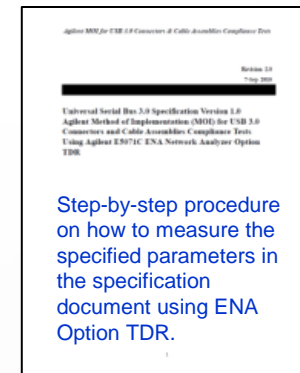 Agilent MOI for USB 3.0 Connectors & Cable Assemblies Compliance Tests
Revision 2.0
Universal Serial Bus 3.0 Specification Version 1.0
Agilent Method of Implementation (MOI) for USB 3.0
Connectors and Cable Assemblies Compliance Tests
Using Agilent E5071C ENA Network Analyzer Option
TDR
Step-by-step procedure
on how to measure the
specified parameters in
the specification
document using ENA
Option TDR.
1